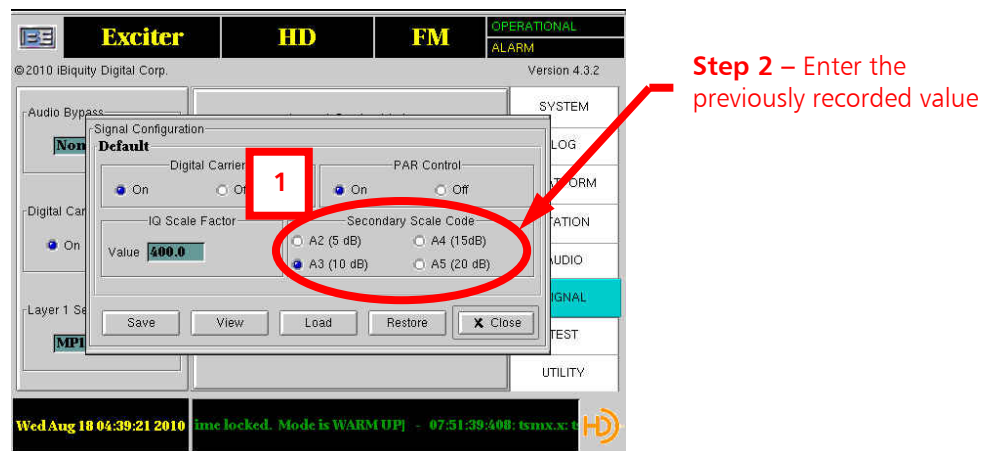 Exciter HD FM
OPERATIONAL
ALARM
©2010 iBiquity Digital Corp. Version 4.3.2
Step 2 – Enter the
previously recorded value
SYSTEM
Audio Bypass
Signal Configuration
Default
Digital Carrier
PAR Control
On
1
On Off
IQ Scale Factor
Value 400.0
Secondary Scale Code
A2 (5 dB) A4 (15dB)
A3 (10 dB) A5 (20 dB)
Digital Car
On
Layer 1 Se
MP1
Save View Load Restore X Close
TEST
UTILITY
Wed Aug 18 04:39:21 2010 ime locked. Mode is WARM UP| - 07:51:39:408: tsmx.x: t
HD